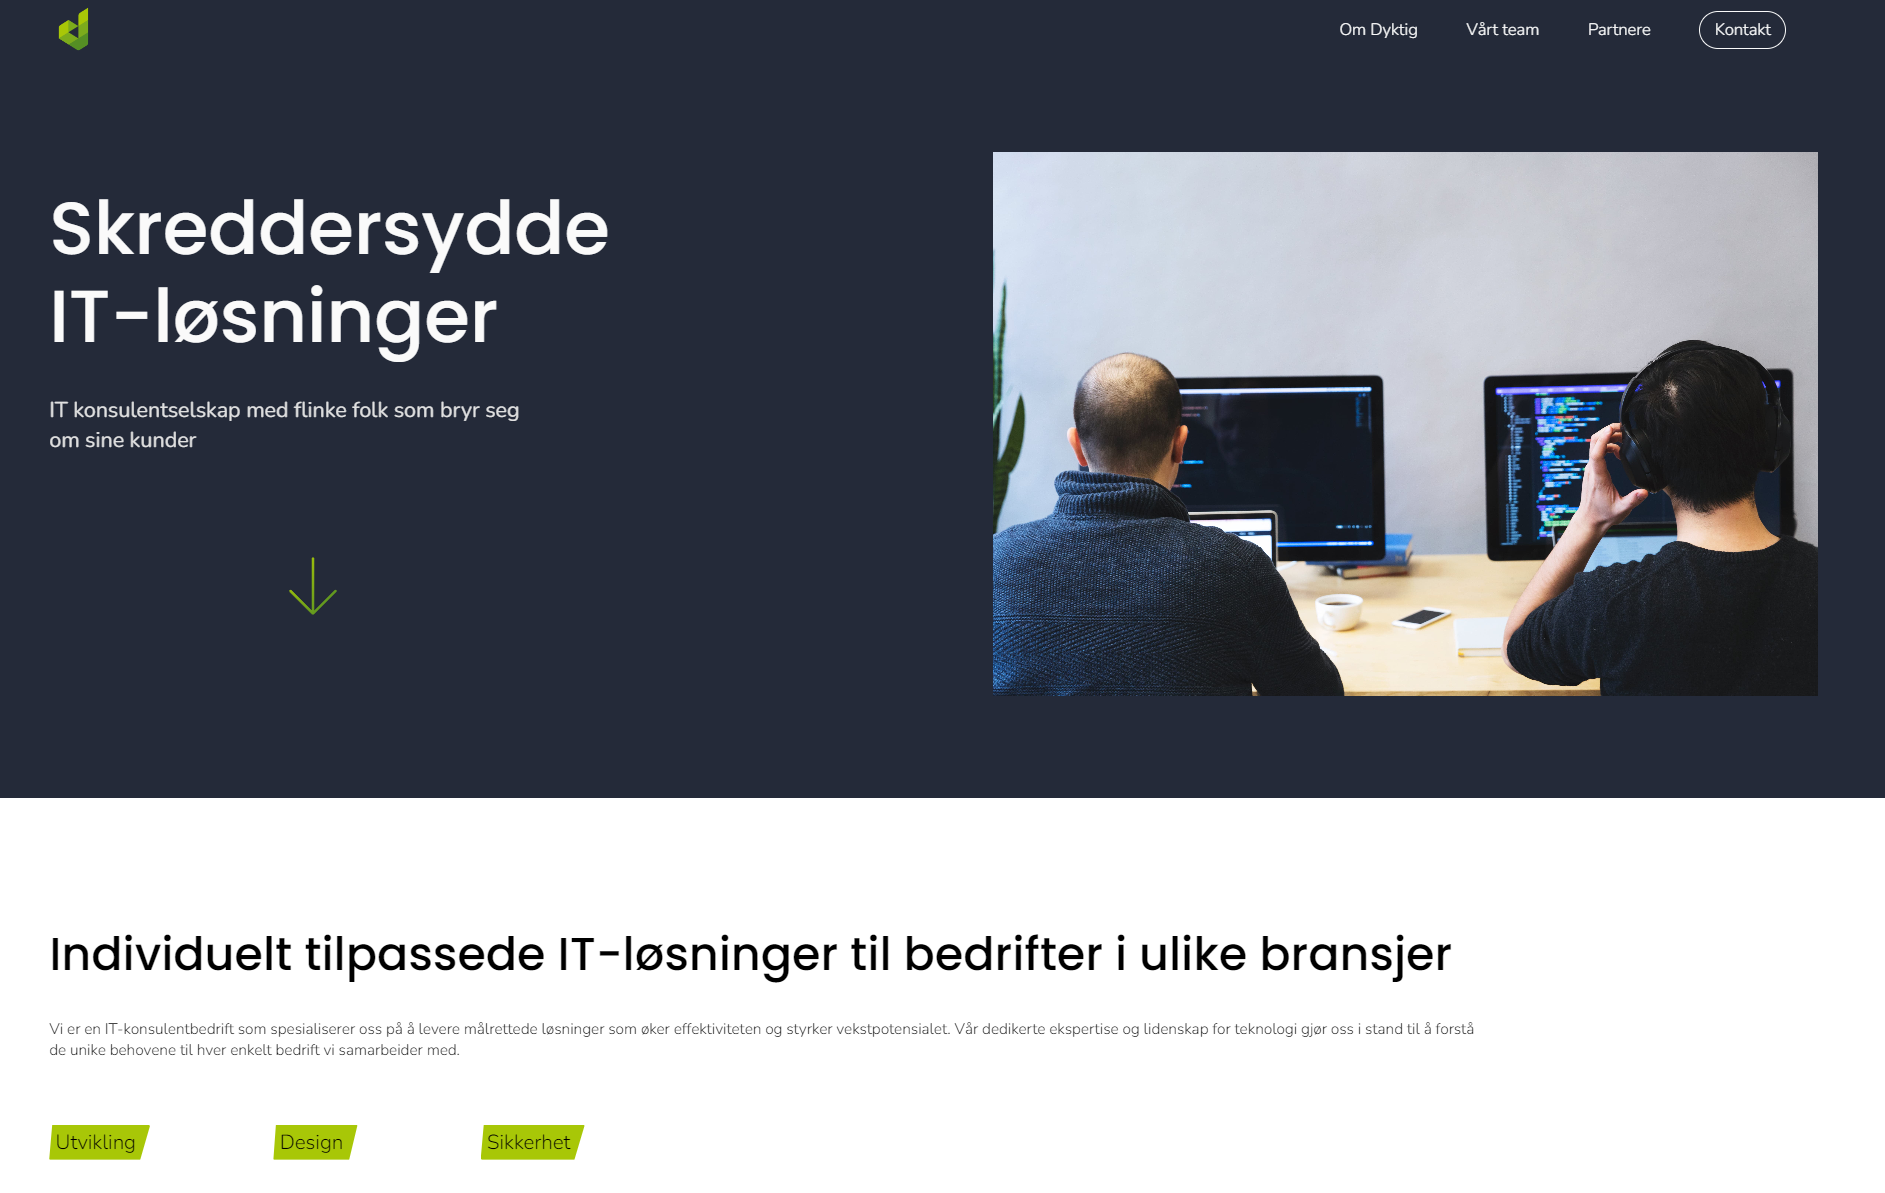 Om Dyktig
Vårt team
Partnere
Kontakt
Skreddersydde
IT-løsninger
IT konsulentselskap med flinke folk som bryr seg
om sine kunder
Individuelt tilpassede IT-løsninger til bedrifter i ulike bransjer
Vi er en IT-konsulentbedrift som spesialiserer oss på å levere målrettede løsninger som øker effektiviteten og styrker vekstpotensialet. Vår dedikerte ekspertise og lidenskap for teknologi gjør oss i stand til å forstå
de unike behovene til hver enkelt bedrift vi samarbeider med.
Utvikling
Design
Sikkerhet